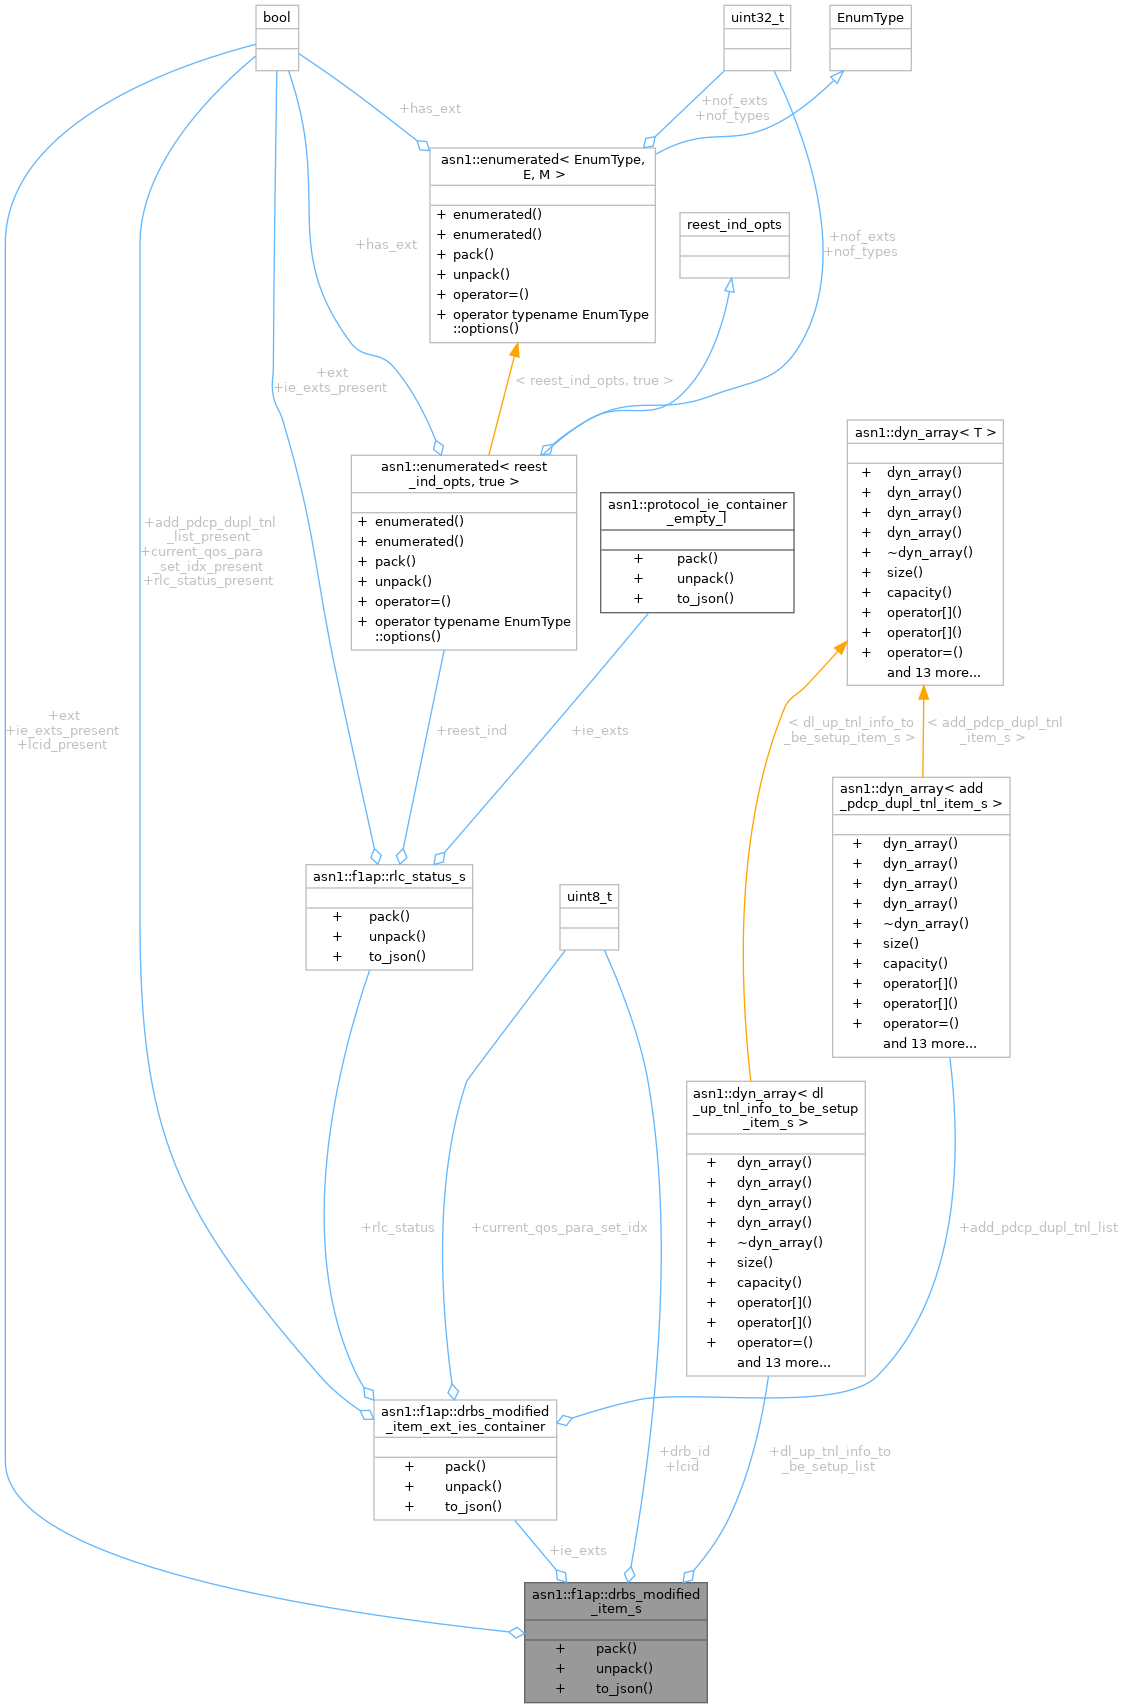 bool
uint32_t
EnumType
+has_ext
+nof_exts
+nof_types
asn1::enumerated< EnumType,
E, M >
+ enumerated()
+ enumerated()
+ pack()
+ unpack()
+ operator=()
+ operator typename EnumType
::options()
reest_ind_opts
+has_ext
+nof_exts
+nof_types
+ext
+ie_exts_present
< reest_ind_opts, true >
asn1::dyn_array< T >
+ dyn_array()
+ dyn_array()
+ dyn_array()
+ dyn_array()
+ ~dyn_array()
+ size()
+ capacity()
+ operator[]()
+ operator[]()
+ operator=()
and 13 more...
asn1::enumerated< reest
_ind_opts, true >
+ enumerated()
+ enumerated()
+ pack()
+ unpack()
+ operator=()
+ operator typename EnumType
::options()
asn1::protocol_ie_container
_empty_l
+ pack()
+ unpack()
+ to_json()
+add_pdcp_dupl_tnl
_list_present
+current_qos_para
_set_idx_present
+rlc_status_present
+ext
+ie_exts_present
+lcid_present
+reest_ind
+ie_exts
< dl_up_tnl_info_to
_be_setup_item_s >
< add_pdcp_dupl_tnl
_item_s >
asn1::dyn_array< add
_pdcp_dupl_tnl_item_s >
+ dyn_array()
+ dyn_array()
+ dyn_array()
+ dyn_array()
+ ~dyn_array()
+ size()
+ capacity()
+ operator[]()
+ operator[]()
+ operator=()
and 13 more...
asn1::f1ap::rlc_status_s
+ pack()
+ unpack()
+ to_json()
uint8_t
asn1::dyn_array< dl
_up_tnl_info_to_be_setup
_item_s >
+ dyn_array()
+ dyn_array()
+ dyn_array()
+ dyn_array()
+ ~dyn_array()
+ size()
+ capacity()
+ operator[]()
+ operator[]()
+ operator=()
and 13 more...
+rlc_status
+current_qos_para_set_idx
+add_pdcp_dupl_tnl_list
asn1::f1ap::drbs_modified
_item_ext_ies_container
+ pack()
+ unpack()
+ to_json()
+drb_id
+lcid
+dl_up_tnl_info_to
_be_setup_list
+ie_exts
asn1::f1ap::drbs_modified
_item_s
+ pack()
+ unpack()
+ to_json()